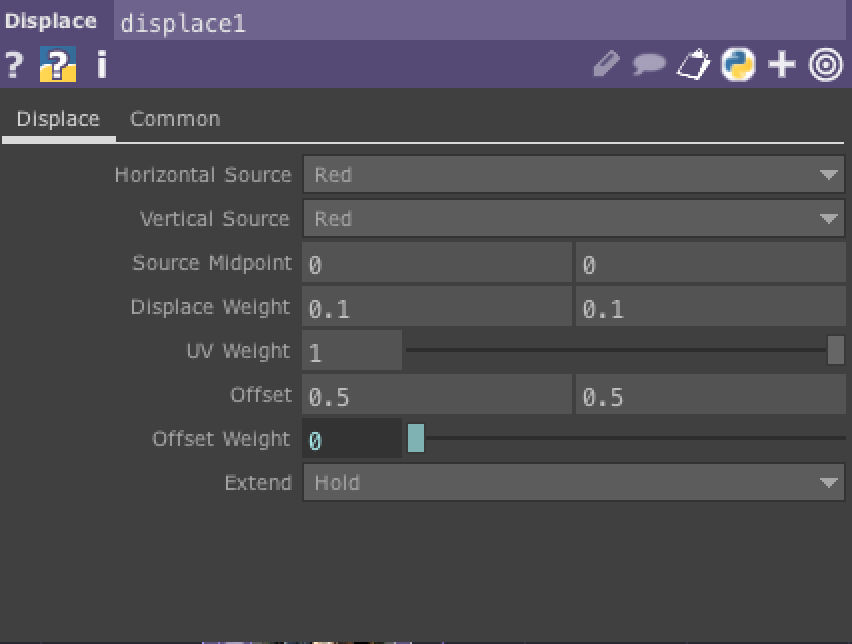 Displace displace1
? ? i
Displace Common
Horizontal Source Red
Vertical Source Red
Source Midpoint 0 0
Displace Weight 0.1 0.1
UV Weight 1
Offset 0.5 0.5
Offset Weight 0
Extend Hold